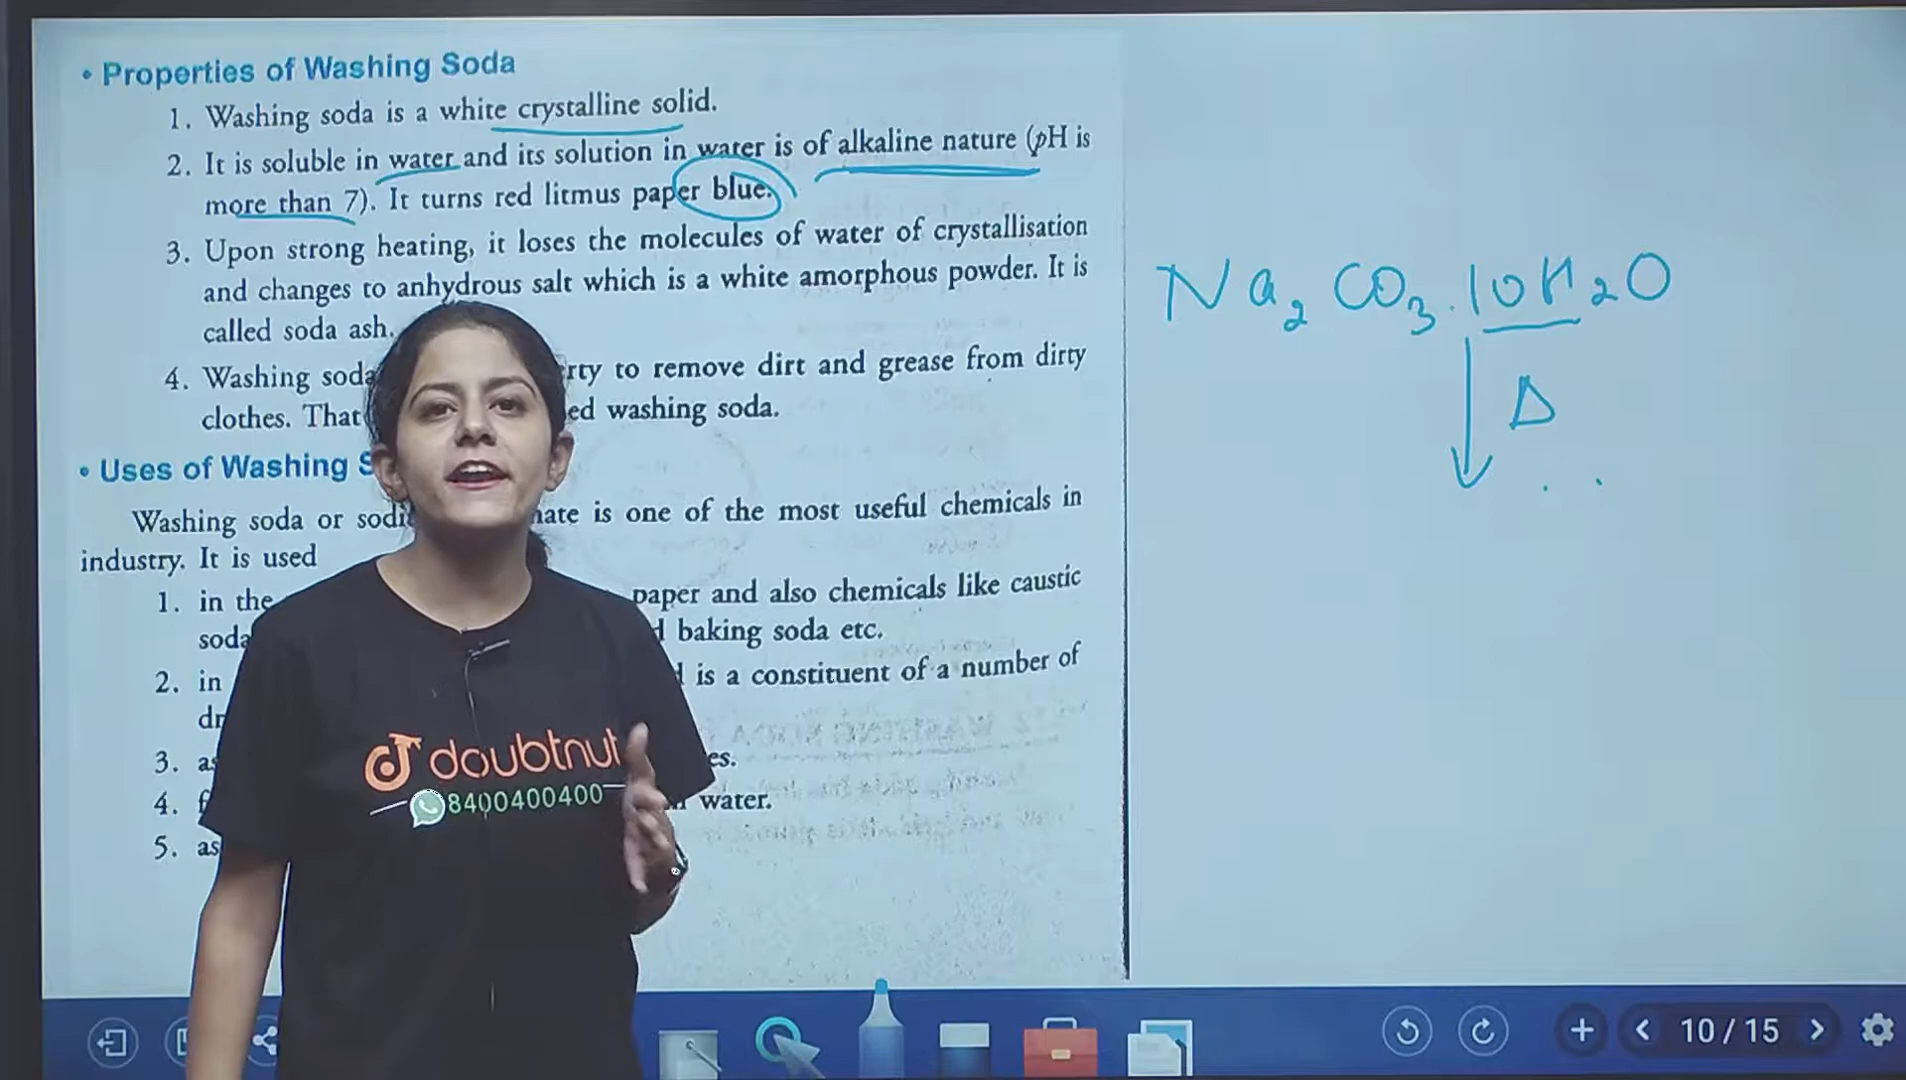 • Properties of Washing Soda
1. Washing soda is a white crystalline solid.
2. It is soluble in water and its solution in water is of alkaline nature (pH is
more than 7). It turns red litmus paper blue.
3. Upon strong heating, it loses the molecules of water of crystallisation
and changes to anhydrous salt which is a white amorphous powder. It is
called soda ash.
4. Washing soda rty to remove dirt and grease from dirty
clothes. That ed washing soda.
• Uses of Washing S
Washing soda or sodi nate is one of the most useful chemicals in
industry. It is used
1. in the paper and also chemicals like caustic
soda baking soda etc.
2. in is a constituent of a number of
dr
3. as es.
4. f water.
5. as
Na2CO3.10H2O
Δ
doubtnut
8400400400
10 / 15